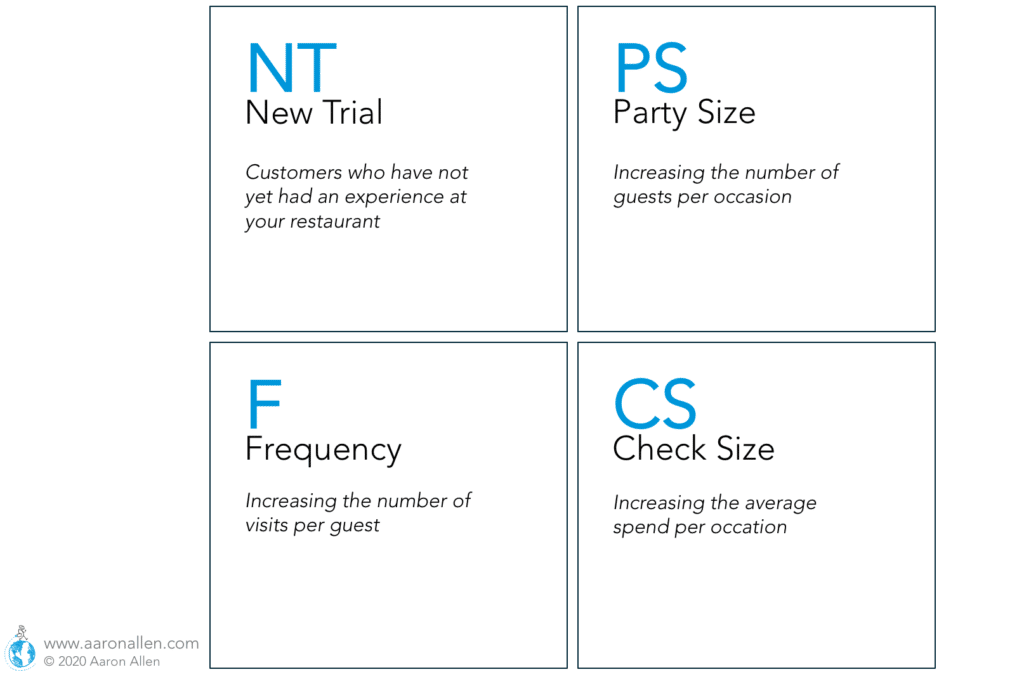 NT
New Trial
Customers who have not
yet had an experience at
your restaurant
PS
Party Size
Increasing the number of
guests per occasion
F
Frequency
Increasing the number of
visits per guest
CS
Check Size
Increasing the average
spend per occation
www.aaronallen.com
© 2020 Aaron Allen